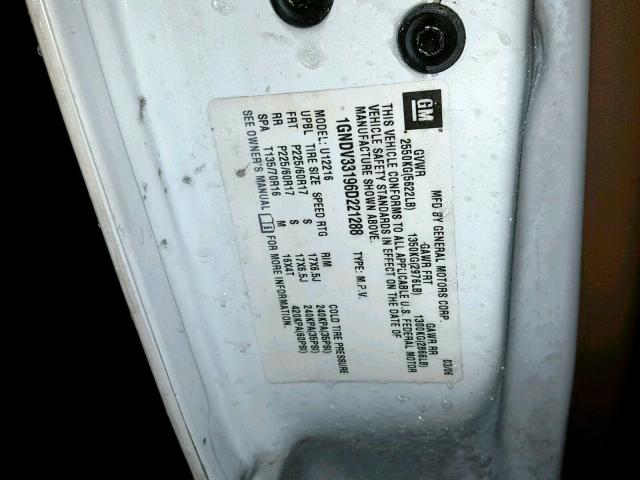 GM
MFD BY GENERAL MOTORS CORP. 03/06
GVWR GAWR FRT GAWR RR
2550KG(5622LB) 1350KG(2976LB) 1300KG(2866LB)
THIS VEHICLE CONFORMS TO ALL APPLICABLE U.S. FEDERAL MOTOR
VEHICLE SAFETY STANDARDS IN EFFECT ON THE DATE OF
MANUFACTURE SHOWN ABOVE.
1GNDV33196D221288 TYPE: M.P.V.
MODEL: U12216
UPBL TIRE SIZE SPEED RTG RIM COLD TIRE PRESSURE
FRT P225/60R17 S 17X6.5J 240KPA(35PSI)
RR P225/60R17 S 17X6.5J 240KPA(35PSI)
SPA T135/70R16 M 16X4T 420KPA(60PSI)
SEE OWNER'S MANUAL FOR MORE INFORMATION.